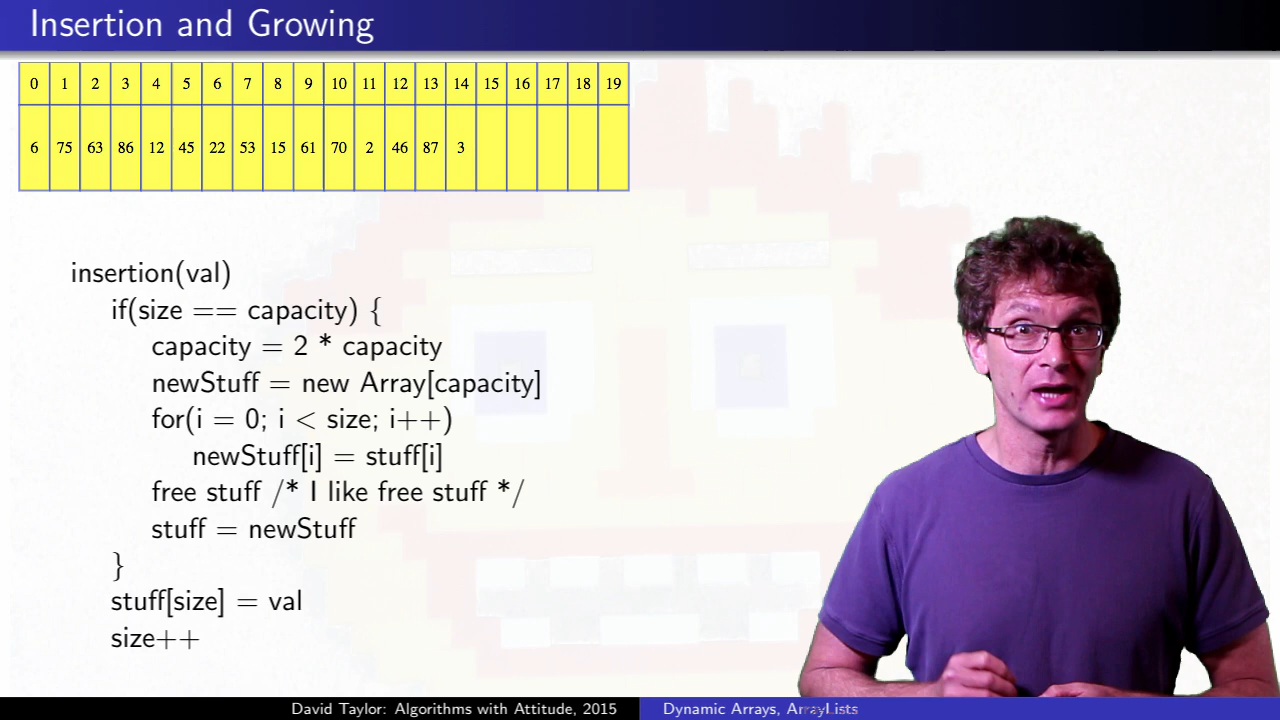 Insertion and Growing
0 1 2 3 4 5 6 7 8 9 10 11 12 13 14 15 16 17 18 19
6 75 63 86 12 45 22 53 15 61 70 2 46 87 3
insertion(val)
if(size == capacity) {
capacity = 2 * capacity
newStuff = new Array[capacity]
for(i = 0; i < size; i++)
newStuff[i] = stuff[i]
free stuff /* I like free stuff */
stuff = newStuff
}
stuff[size] = val
size++
David Taylor: Algorithms with Attitude, 2015 Dynamic Arrays, ArrayLists